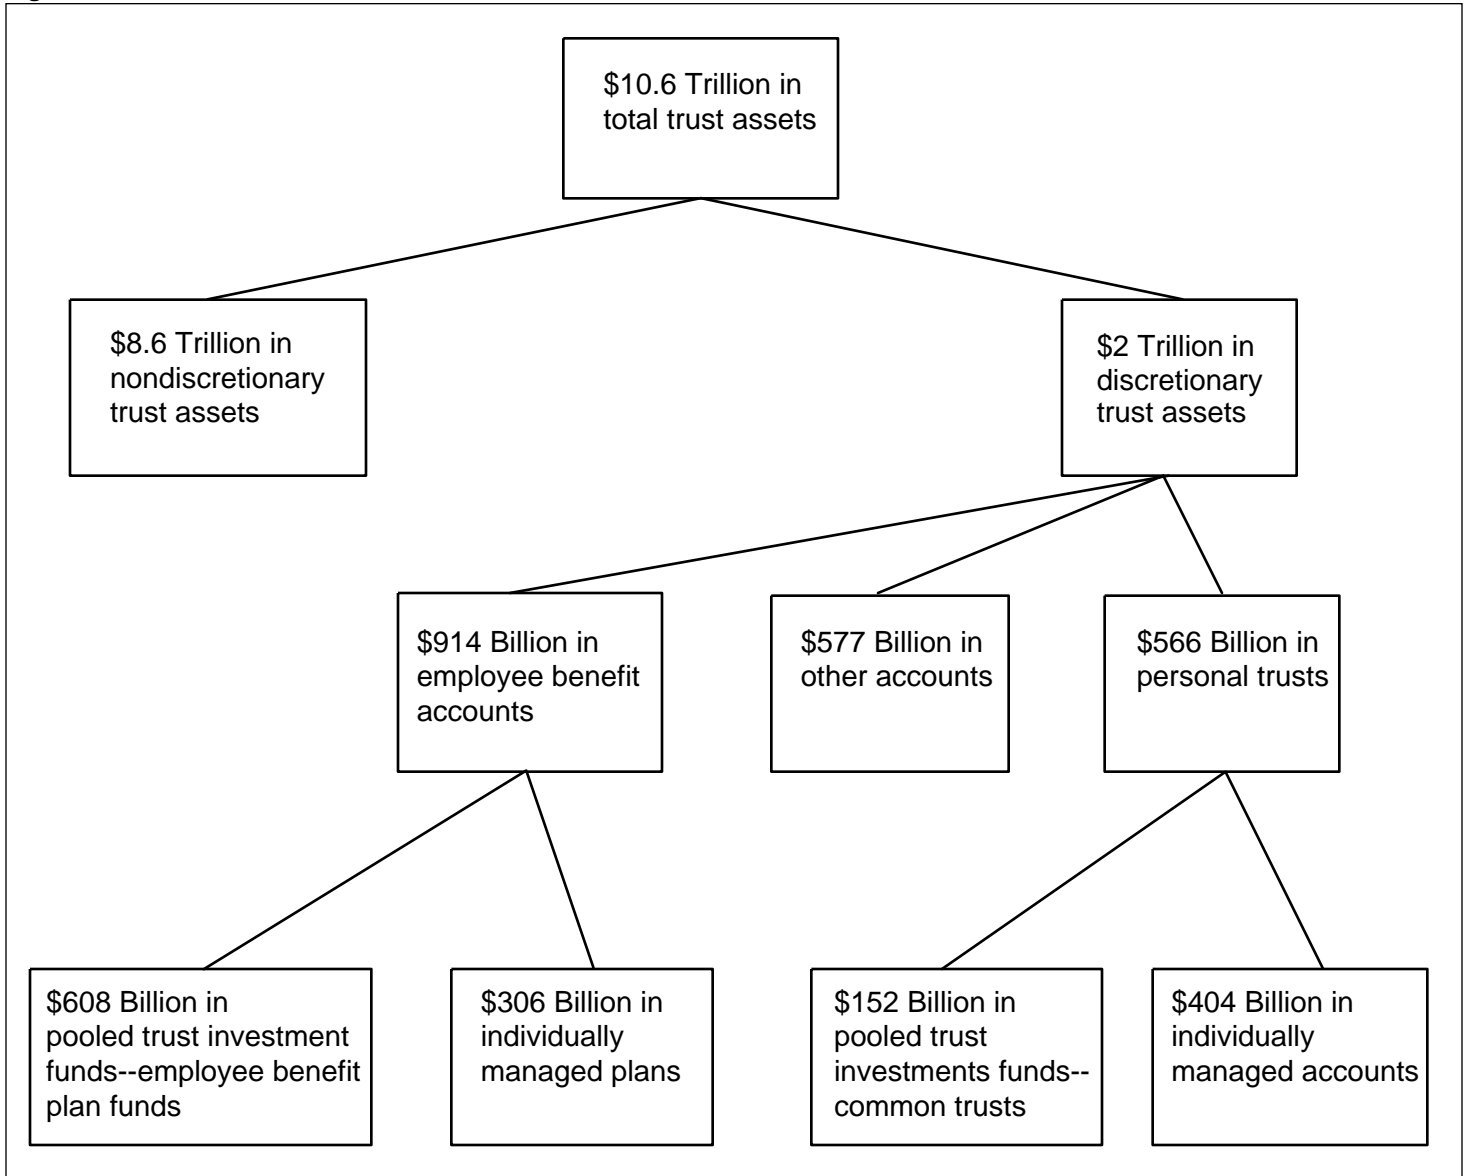 $10.6 Trillion in
total trust assets
$8.6 Trillion in
nondiscretionary
trust assets
$2 Trillion in
discretionary
trust assets
$914 Billion in
employee benefit
accounts
$577 Billion in
other accounts
$566 Billion in
personal trusts
$608 Billion in
pooled trust investment
funds--employee benefit
plan funds
$306 Billion in
individually
managed plans
$152 Billion in
pooled trust
investments funds--
common trusts
$404 Billion in
individually
managed accounts